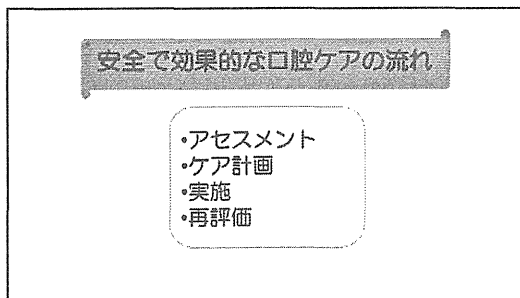 安全で効果的な口腔ケアの流れ
•アセスメント
•ケア計画
•実施
•再評価